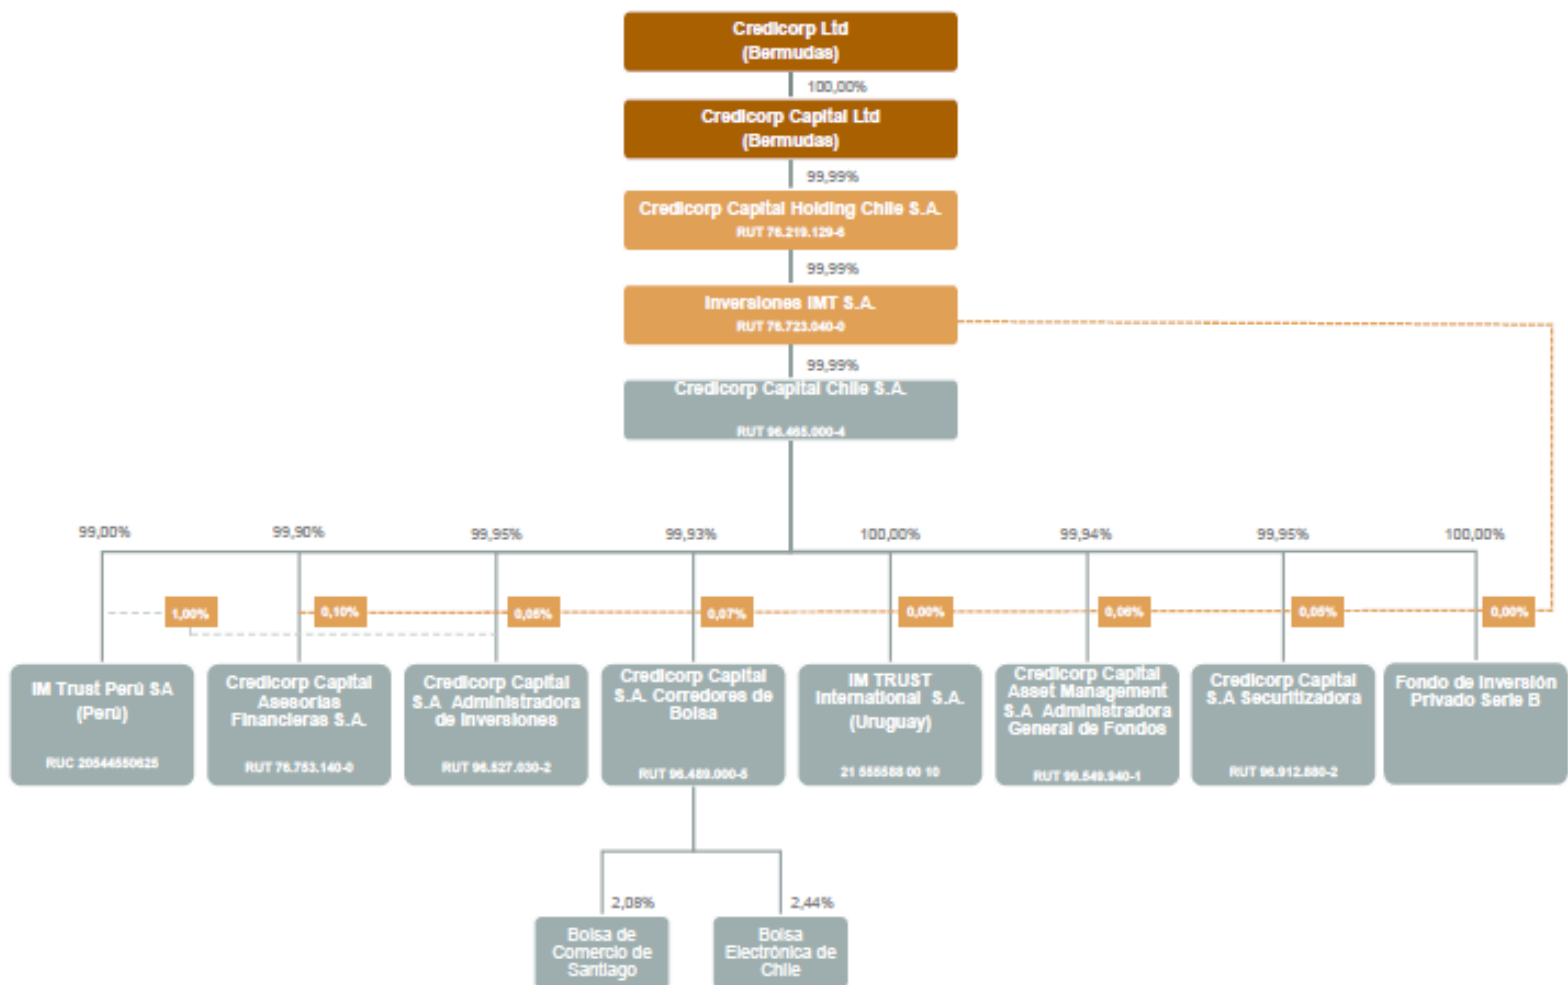 Credicorp Ltd
(Bermudas)
100,00%
Credicorp Capital Ltd
(Bermudas)
99,99%
Credicorp Capital Holding Chile S.A.
RUT 76.219.129-6
99,99%
Inversiones IMT S.A.
RUT 76.723.040-0
99,99%
Credicorp Capital Chile S.A.
RUT 96.465.000-4
99,00%
99,90%
99,95%
99,93%
100,00%
99,94%
99,95%
100,00%
1,00%
0,10%
0,05%
0,07%
0,00%
0,06%
0,05%
0,00%
IM Trust Perú SA
(Perú)
RUC 20544550625
Credicorp Capital
Asesorias
Financieras S.A.
RUT 76.753.140-0
Credicorp Capital
S.A Administradora
de Inversiones
RUT 96.527.030-2
Credicorp Capital
S.A. Corredores de
Bolsa
RUT 96.489.000-5
IM TRUST
International S.A.
(Uruguay)
21 555588 00 10
Credicorp Capital
Asset Management
S.A Administradora
General de Fondos
RUT 99.549.940-1
Credicorp Capital
S.A Securitizadora
RUT 96.912.880-2
Fondo de Inversión
Privado Serie B
2,08%
2,44%
Bolsa de
Comercio de
Santiago
Bolsa
Electrónica de
Chile